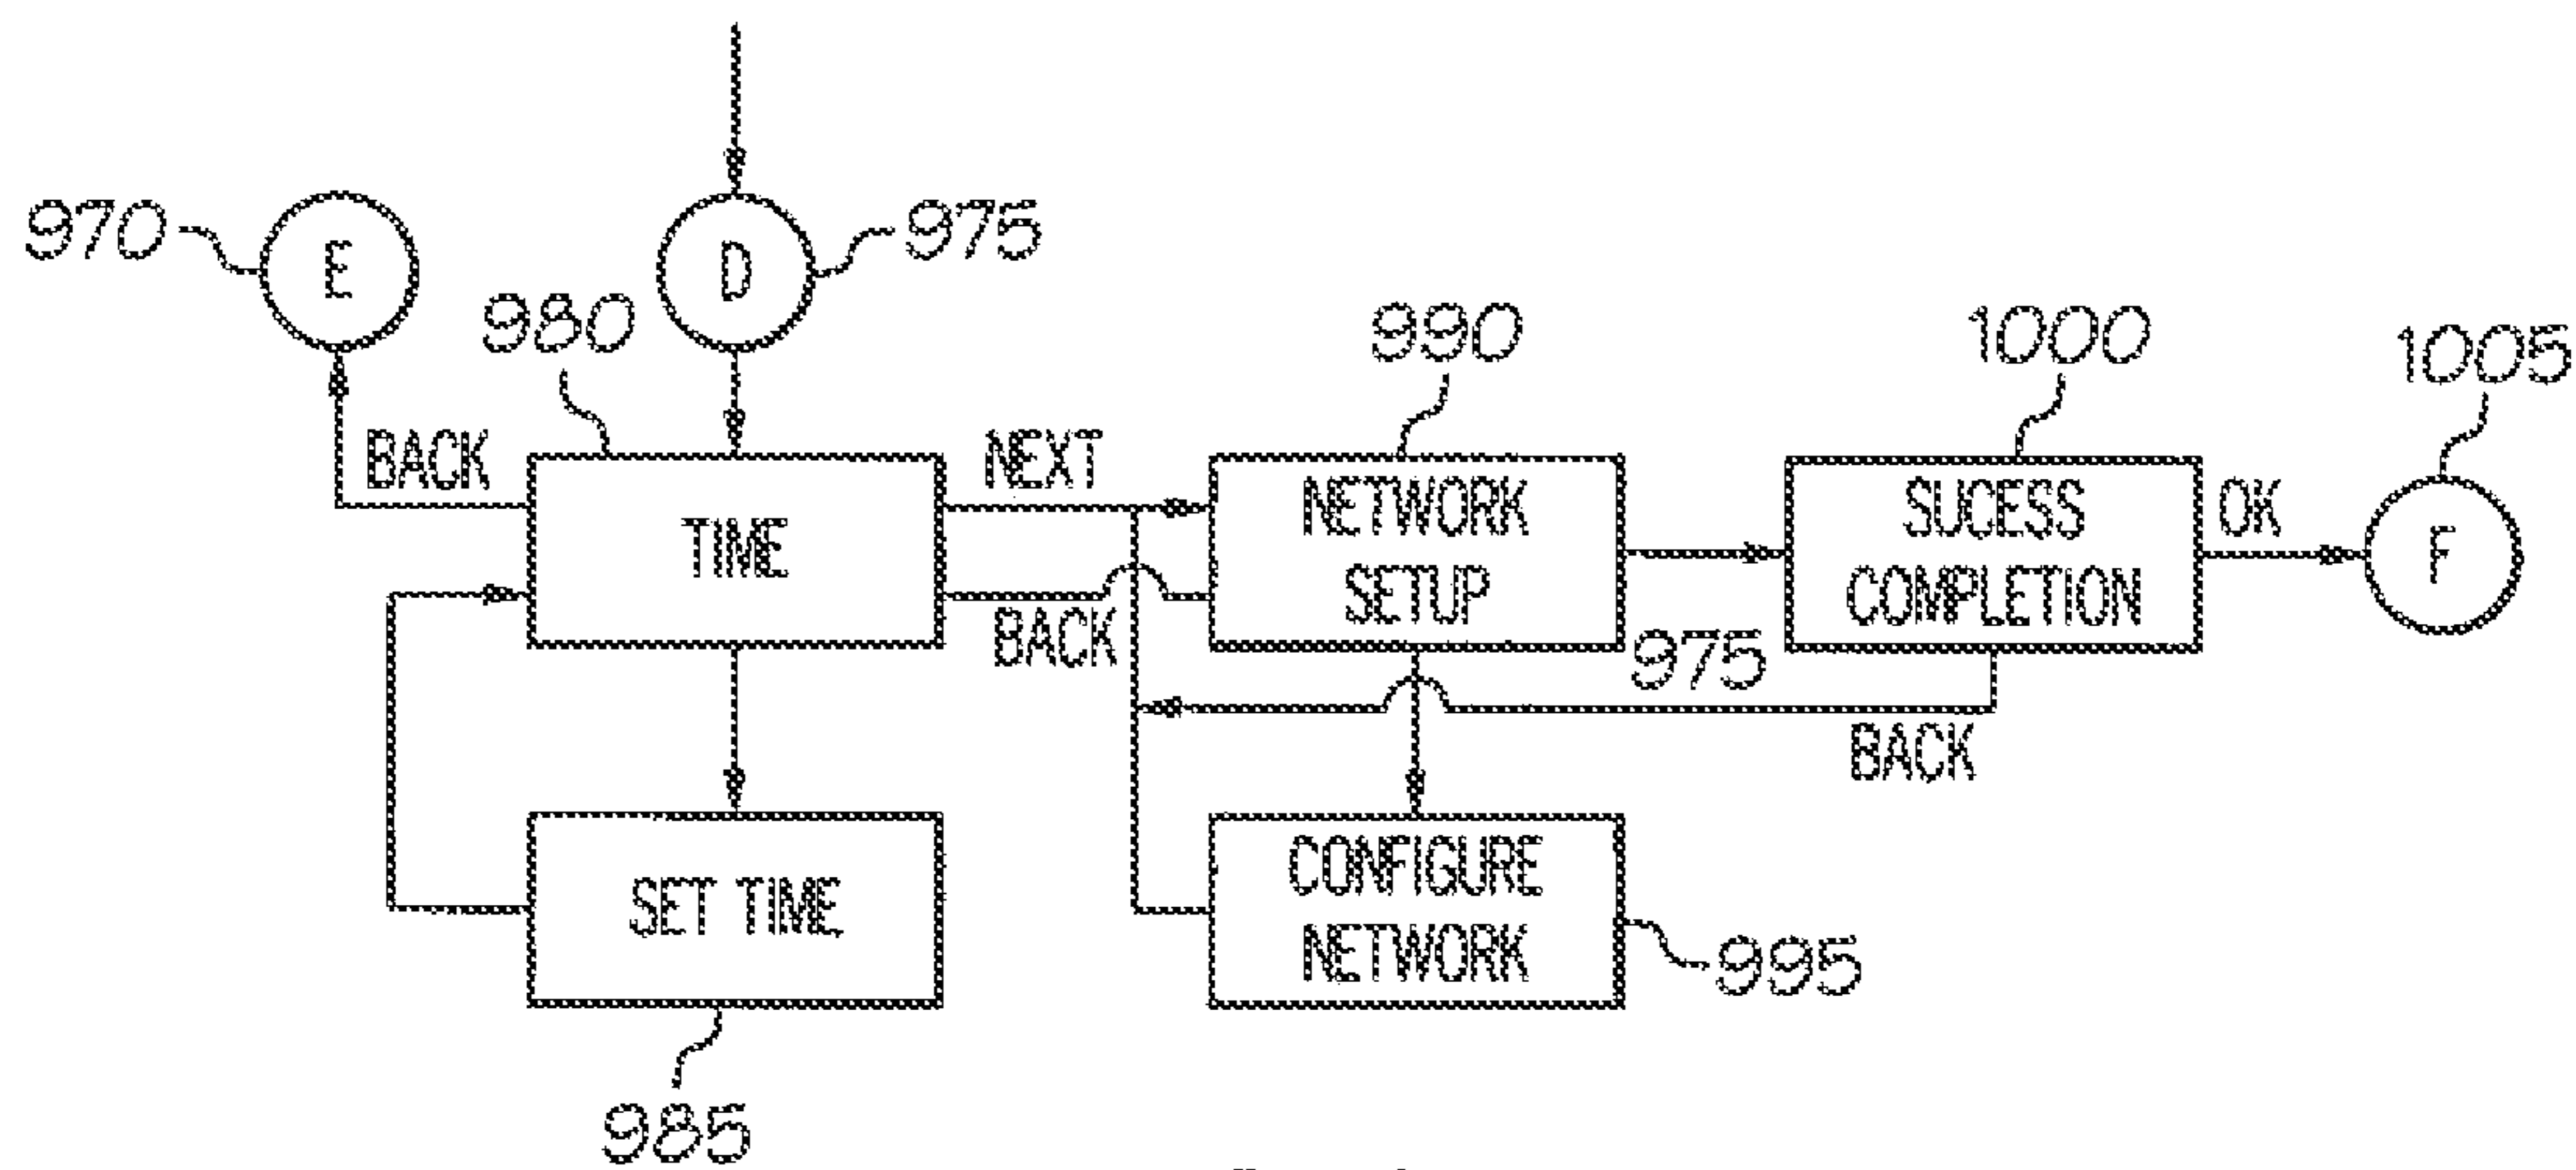 970
E
D
975
980
990
1000
1005
BACK
NEXT
TIME
NETWORK
SETUP
SUCESS
COMPLETION
OK
F
BACK
975
BACK
SET TIME
CONFIGURE
NETWORK
995
985